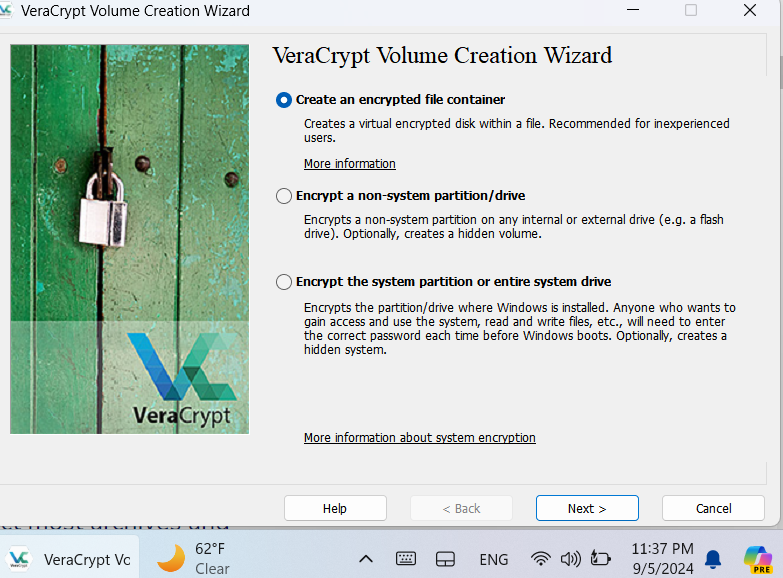 VeraCrypt Volume Creation Wizard
VeraCrypt Volume Creation Wizard
Create an encrypted file container
Creates a virtual encrypted disk within a file. Recommended for inexperienced
users.
More information
Encrypt a non-system partition/drive
Encrypts a non-system partition on any internal or external drive (e.g. a flash
drive). Optionally, creates a hidden volume.
Encrypt the system partition or entire system drive
Encrypts the partition/drive where Windows is installed. Anyone who wants to
gain access and use the system, read and write files, etc., will need to enter
the correct password each time before Windows boots. Optionally, creates a
hidden system.
VeraCrypt
More information about system encryption
Help
< Back
Next >
Cancel
VeraCrypt Vc
62°F
Clear
ENG
11:37 PM
9/5/2024
PRE